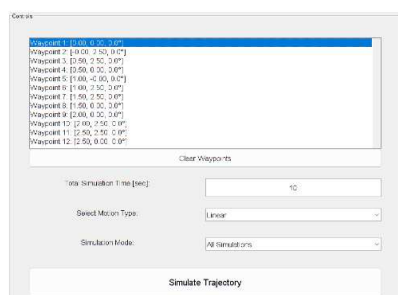 Controls
Waypoint 1: [0.00, 0.00, 0.0°]
Waypoint 2: [-0.00, 2.50, 0.0°]
Waypoint 3: [0.50, 2.50, 0.0°]
Waypoint 4: [0.50, 0.00, 0.0°]
Waypoint 5: [1.00, -0.00, 0.0°]
Waypoint 6: [1.00, 2.50, 0.0°]
Waypoint 7: [1.50, 2.50, 0.0°]
Waypoint 8: [1.50, 0.00, 0.0°]
Waypoint 9: [2.00, 0.00, 0.0°]
Waypoint 10: [2.00, 2.50, 0.0°]
Waypoint 11: [2.50, 2.50, 0.0°]
Waypoint 12: [2.50, 0.00, 0.0°]
Clear Waypoints
Total Simulation Time [sec]: 10
Select Motion Type: Linear
Simulation Mode: All Simulations
Simulate Trajectory